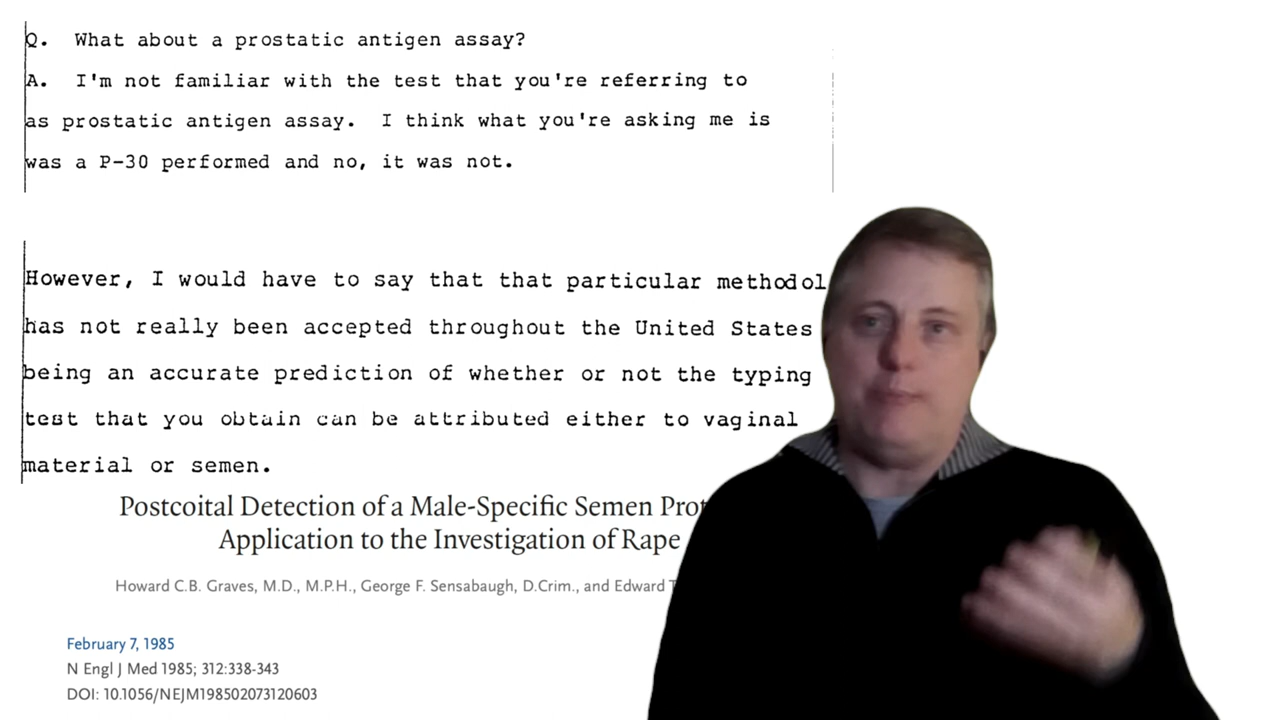 Q. What about a prostatic antigen assay?
A. I'm not familiar with the test that you're referring to
as prostatic antigen assay. I think what you're asking me is
was a P-30 performed and no, it was not.
However, I would have to say that that particular methodol
has not really been accepted throughout the United States
being an accurate prediction of whether or not the typing
test that you obtain can be attributed either to vaginal
material or semen.
Postcoital Detection of a Male-Specific Semen Prot
Application to the Investigation of Rape
Howard C.B. Graves, M.D., M.P.H., George F. Sensabaugh, D.Crim., and Edward T
February 7, 1985
N Engl J Med 1985; 312:338-343
DOI: 10.1056/NEJM198502073120603